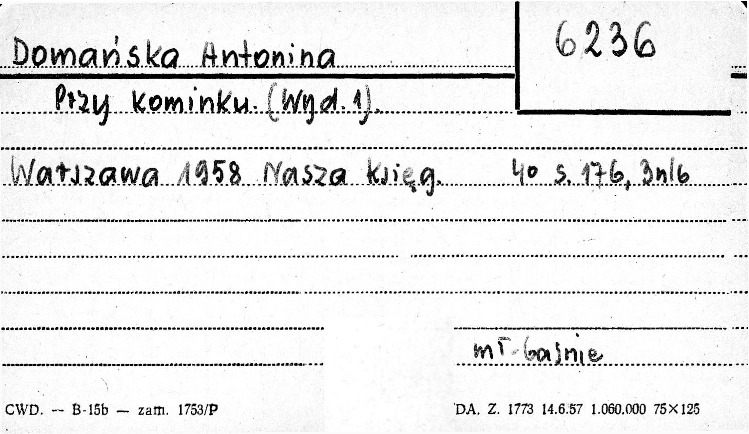 Domańska Antonina
6236
Przy kominku. (Wyd. 1).
Warszawa 1958 Nasza Księg. 4o s. 176, 3nlb
mł-baśnie
CWD. -- B-15b — zam. 1753/P
DA. Z. 1773 14.6.57 1.060.000 75×125